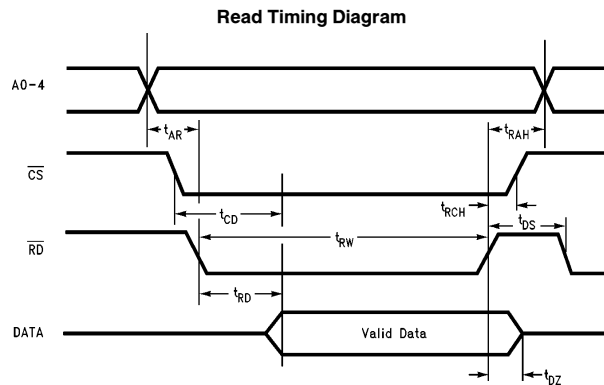 Read Timing Diagram
A0-4
tAR
tRAH
CS
tCD
tRCH
tDS
RD
tRW
tRD
DATA
Valid Data
tDZ